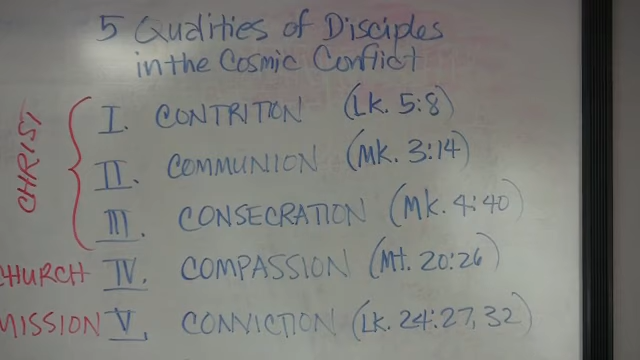 5 Qualities of Disciples
in the Cosmic Conflict
CHRIST
I. CONTRITION (Lk. 5:8)
II. COMMUNION (Mk. 3:14)
III. CONSECRATION (Mk. 4:40)
CHURCH IV. COMPASSION (Mt. 20:26)
MISSION V. CONVICTION (Lk. 24:27, 32)